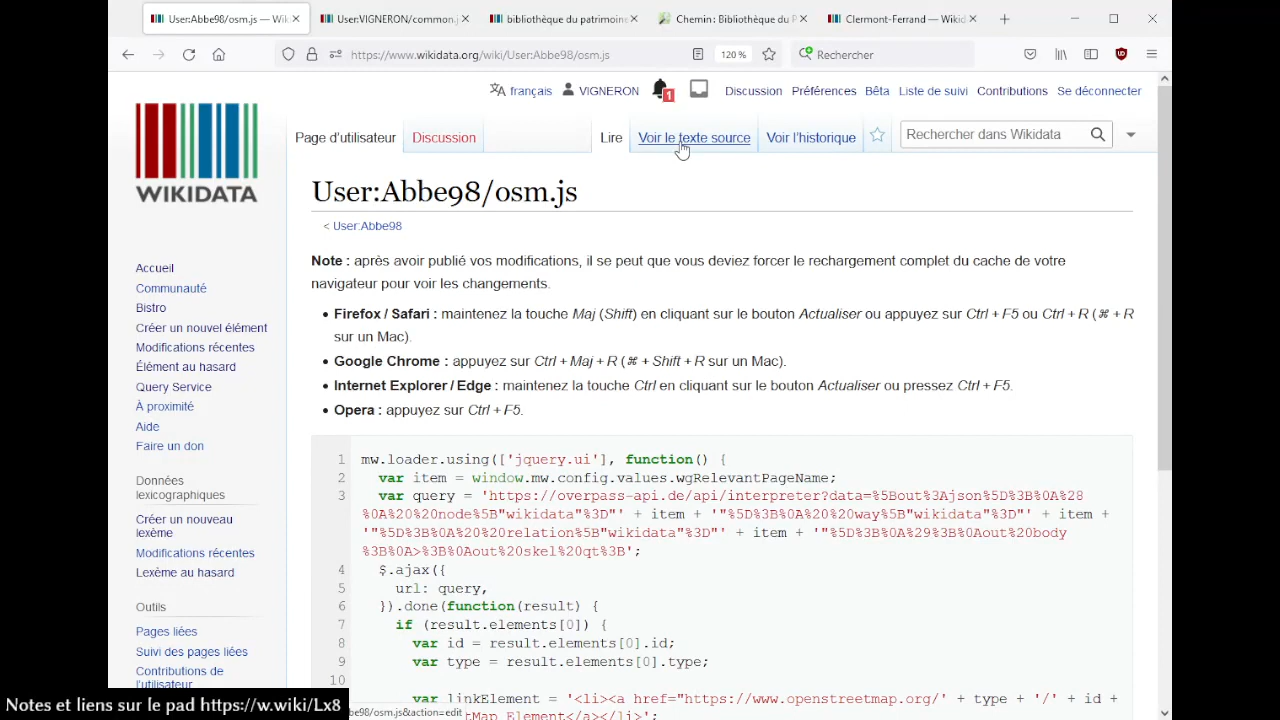 User:Abbe98/osm.js — Wik
User:VIGNERON/common.j
bibliothèque du patrimoine
Chemin : Bibliothèque du P
Clermont-Ferrand — Wikid
https://www.wikidata.org/wiki/User:Abbe98/osm.js
120 %
Rechercher
français
VIGNERON
1
Discussion
Préférences
Bêta
Liste de suivi
Contributions
Se déconnecter
Page d'utilisateur
Discussion
Lire
Voir le texte source
Voir l'historique
Rechercher dans Wikidata
WIKIDATA
User:Abbe98/osm.js
< User:Abbe98
Note : après avoir publié vos modifications, il se peut que vous deviez forcer le rechargement complet du cache de votre
navigateur pour voir les changements.
• Firefox / Safari : maintenez la touche Maj (Shift) en cliquant sur le bouton Actualiser ou appuyez sur Ctrl + F5 ou Ctrl + R (⌘ + R
sur un Mac).
• Google Chrome : appuyez sur Ctrl + Maj + R (⌘ + Shift + R sur un Mac).
• Internet Explorer / Edge : maintenez la touche Ctrl en cliquant sur le bouton Actualiser ou pressez Ctrl + F5.
• Opera : appuyez sur Ctrl + F5.
Accueil
Communauté
Bistro
Créer un nouvel élément
Modifications récentes
Élément au hasard
Query Service
À proximité
Aide
Faire un don
Données
lexicographiques
Créer un nouveau
lexème
Modifications récentes
Lexème au hasard
Outils
Pages liées
Suivi des pages liées
Contributions de
l'utilisateur
1 mw.loader.using(['jquery.ui'], function() {
2 var item = window.mw.config.values.wgRelevantPageName;
3 var query = 'https://overpass-api.de/api/interpreter?data=%5Bout%3Ajson%5D%3B%0A%28
%0A%20%20node%5B"wikidata"%3D"' + item + '"%5D%3B%0A%20%20way%5B"wikidata"%3D"' + item +
'"%5D%3B%0A%20%20relation%5B"wikidata"%3D"' + item + '"%5D%3B%0A%29%3B%0Aout%20body
%3B%0A>%3B%0Aout%20skel%20qt%3B';
4 $.ajax({
5 url: query,
6 }).done(function(result) {
7 if (result.elements[0]) {
8 var id = result.elements[0].id;
9 var type = result.elements[0].type;
10
var linkElement = '<li><a href="https://www.openstreetmap.org/' + type + '/' + id +
tMap Element</a></li>';
be98/osm.js&action=edit
Notes et liens sur le pad https://w.wiki/Lx8